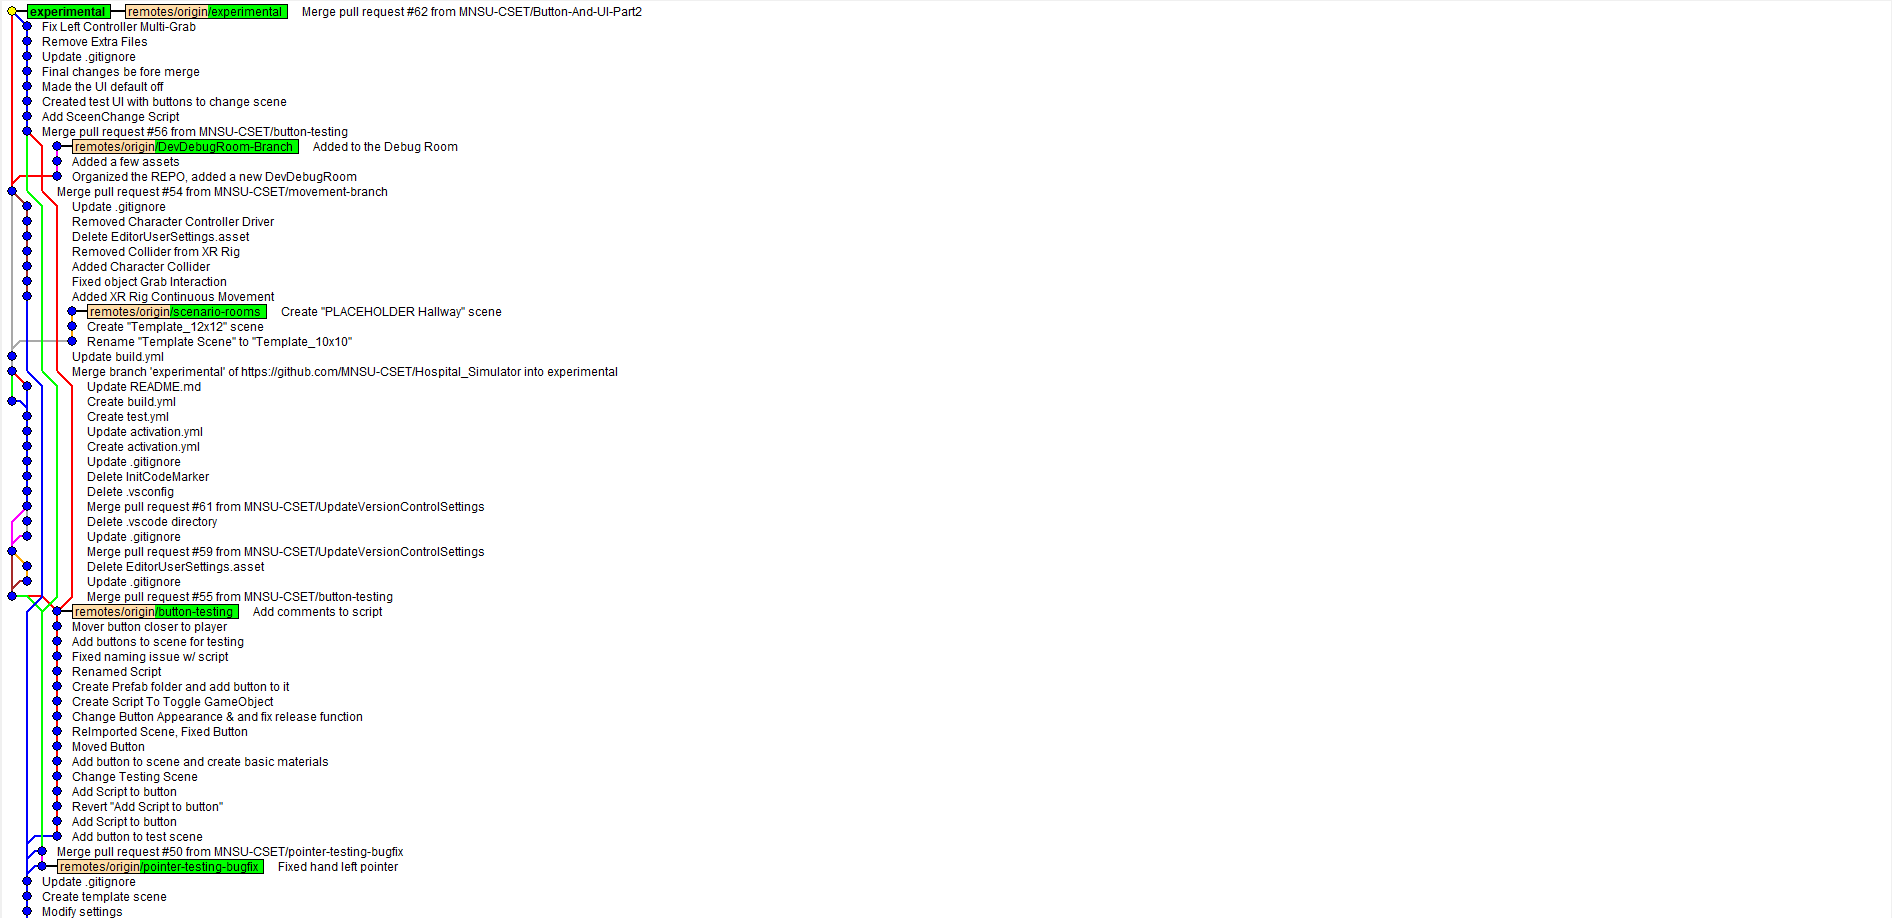 experimental remotes/origin/experimental Merge pull request #62 from MNSU-CSET/Button-And-UI-Part2
Fix Left Controller Multi-Grab
Remove Extra Files
Update .gitignore
Final changes be fore merge
Made the UI default off
Created test UI with buttons to change scene
Add SceenChange Script
Merge pull request #56 from MNSU-CSET/button-testing
remotes/origin/DevDebugRoom-Branch Added to the Debug Room
Added a few assets
Organized the REPO, added a new DevDebugRoom
Merge pull request #54 from MNSU-CSET/movement-branch
Update .gitignore
Removed Character Controller Driver
Delete EditorUserSettings.asset
Removed Collider from XR Rig
Added Character Collider
Fixed object Grab Interaction
Added XR Rig Continuous Movement
remotes/origin/scenario-rooms Create "PLACEHOLDER Hallway" scene
Create "Template_12x12" scene
Rename "Template Scene" to "Template_10x10"
Update build.yml
Merge branch 'experimental' of https://github.com/MNSU-CSET/Hospital_Simulator into experimental
Update README.md
Create build.yml
Create test.yml
Update activation.yml
Create activation.yml
Update .gitignore
Delete InitCodeMarker
Delete .vsconfig
Merge pull request #61 from MNSU-CSET/UpdateVersionControlSettings
Delete .vscode directory
Update .gitignore
Merge pull request #59 from MNSU-CSET/UpdateVersionControlSettings
Delete EditorUserSettings.asset
Update .gitignore
Merge pull request #55 from MNSU-CSET/button-testing
remotes/origin/button-testing Add comments to script
Mover button closer to player
Add buttons to scene for testing
Fixed naming issue w/ script
Renamed Script
Create Prefab folder and add button to it
Create Script To Toggle GameObject
Change Button Appearance & and fix release function
ReImported Scene, Fixed Button
Moved Button
Add button to scene and create basic materials
Change Testing Scene
Add Script to button
Revert "Add Script to button"
Add Script to button
Add button to test scene
Merge pull request #50 from MNSU-CSET/pointer-testing-bugfix
remotes/origin/pointer-testing-bugfix Fixed hand left pointer
Update .gitignore
Create template scene
Modify settings